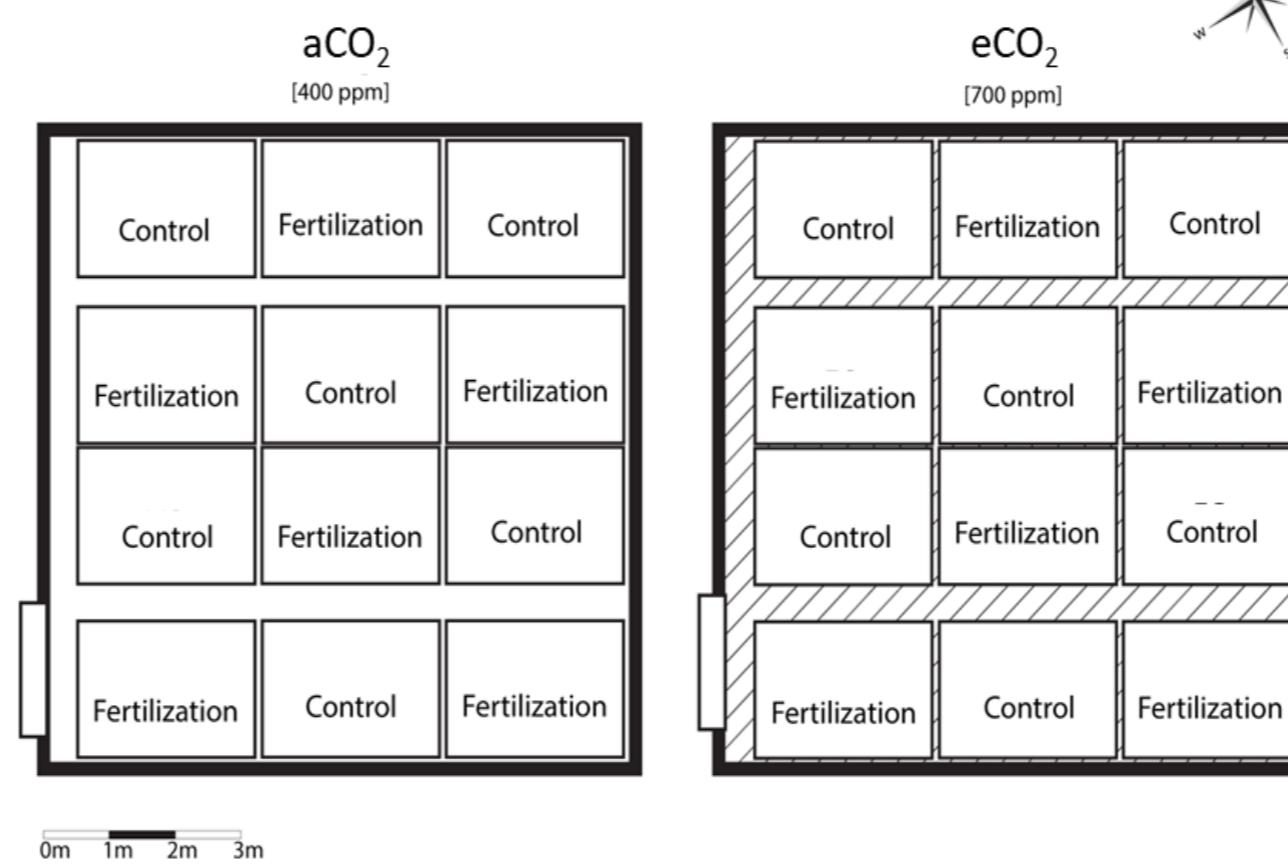 aCO₂
[400 ppm]
eCO₂
[700 ppm]
W
S
Control
Fertilization
Control
Control
Fertilization
Control
Fertilization
Control
Fertilization
Fertilization
Control
Fertilization
Control
Fertilization
Control
Control
Fertilization
Control
Fertilization
Control
Fertilization
Fertilization
Control
Fertilization
0m 1m 2m 3m